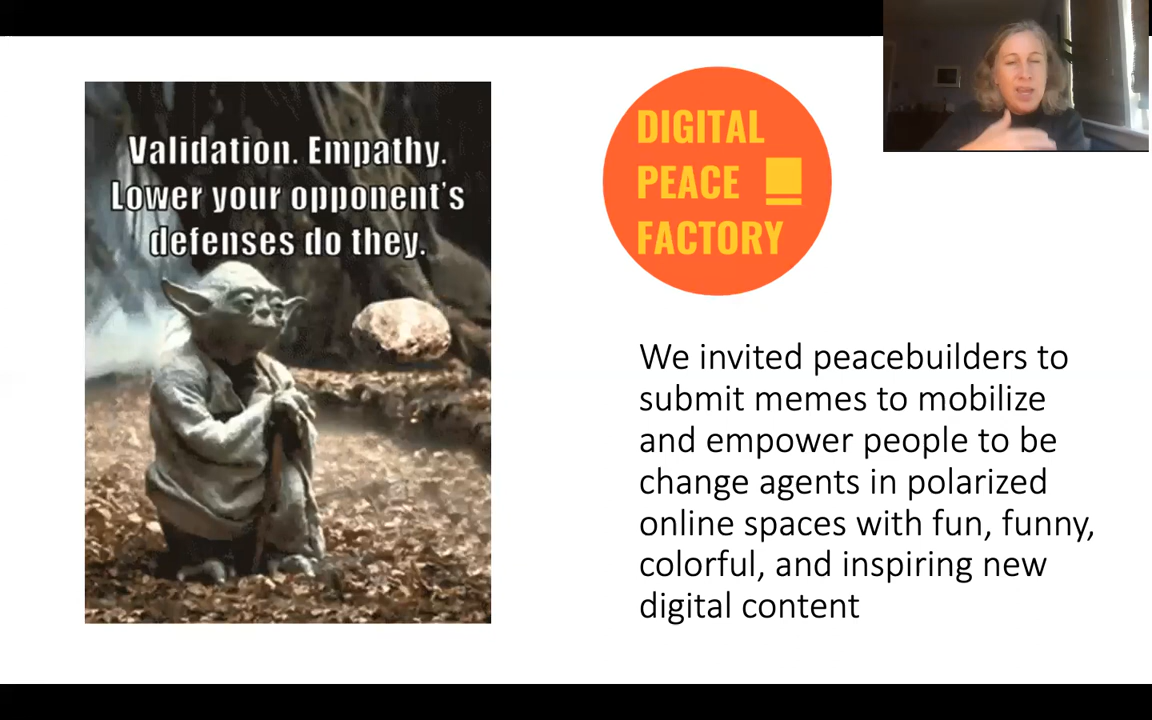 Validation. Empathy.
Lower your opponent's
defenses do they.
DIGITAL
PEACE
FACTORY
We invited peacebuilders to
submit memes to mobilize
and empower people to be
change agents in polarized
online spaces with fun, funny,
colorful, and inspiring new
digital content